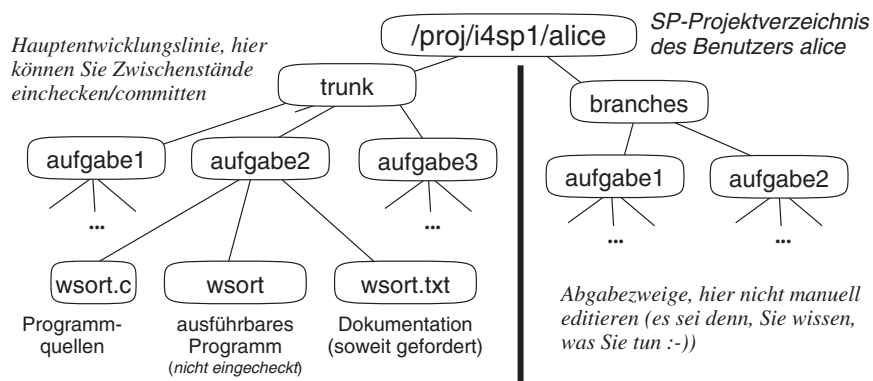 /proj/i4sp1/alice
SP-Projektverzeichnis
des Benutzers alice
Hauptentwicklungslinie, hier
können Sie Zwischenstände
einchecken/committen
trunk
branches
aufgabe1
aufgabe2
aufgabe3
aufgabe1
aufgabe2
...
...
...
...
wsort.c
wsort
wsort.txt
Programm-
quellen
ausführbares
Programm
(nicht eingecheckt)
Dokumentation
(soweit gefordert)
Abgabezweige, hier nicht manuell
editieren (es sei denn, Sie wissen,
was Sie tun :-))